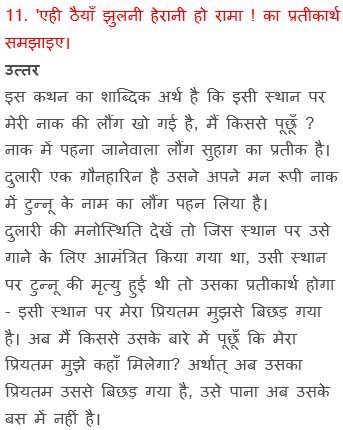 11. 'एही ठैयाँ झुलनी हेरानी हो रामा ! का प्रतीकार्थ
समझाइए।
उत्तर
इस कथन का शाब्दिक अर्थ है कि इसी स्थान पर
मेरी नाक की लौंग खो गई है, मैं किससे पूछूँ ?
नाक में पहना जानेवाला लौंग सुहाग का प्रतीक है।
दुलारी एक गौनहारिन है उसने अपने मन रूपी नाक
में टुन्नू के नाम का लौंग पहन लिया है।
दुलारी की मनोस्थिति देखें तो जिस स्थान पर उसे
गाने के लिए आमंत्रित किया गया था, उसी स्थान
पर टुन्नू की मृत्यु हुई थी तो उसका प्रतीकार्थ होगा
- इसी स्थान पर मेरा प्रियतम मुझसे बिछड़ गया
है। अब मैं किससे उसके बारे में पूछूँ कि मेरा
प्रियतम मुझे कहाँ मिलेगा? अर्थात् अब उसका
प्रियतम उससे बिछड़ गया है, उसे पाना अब उसके
बस में नहीं है।